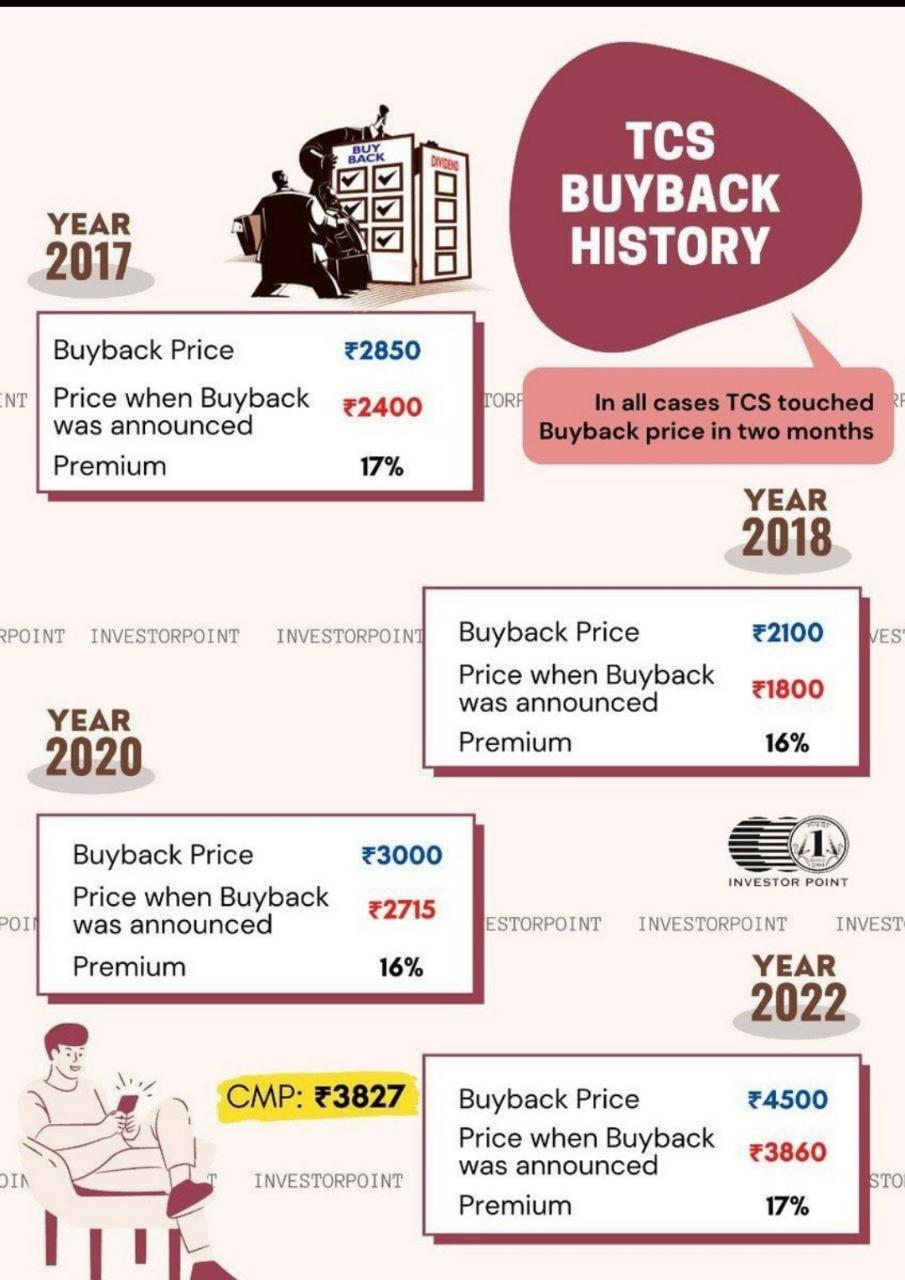 TCS
BUYBACK
HISTORY
BUY
BACK
DIVIDEND
YEAR
2017
Buyback Price ₹2850
Price when Buyback
was announced ₹2400
Premium 17%
In all cases TCS touched
Buyback price in two months
YEAR
2018
RPOINT INVESTORPOINT INVESTORPOINT
Buyback Price ₹2100
Price when Buyback
was announced ₹1800
Premium 16%
YEAR
2020
Buyback Price ₹3000
Price when Buyback
was announced ₹2715
Premium 16%
1
INVESTOR POINT
ESTORPOINT INVESTORPOINT INVEST
YEAR
2022
CMP: ₹3827
Buyback Price ₹4500
Price when Buyback
was announced ₹3860
Premium 17%
INVESTORPOINT